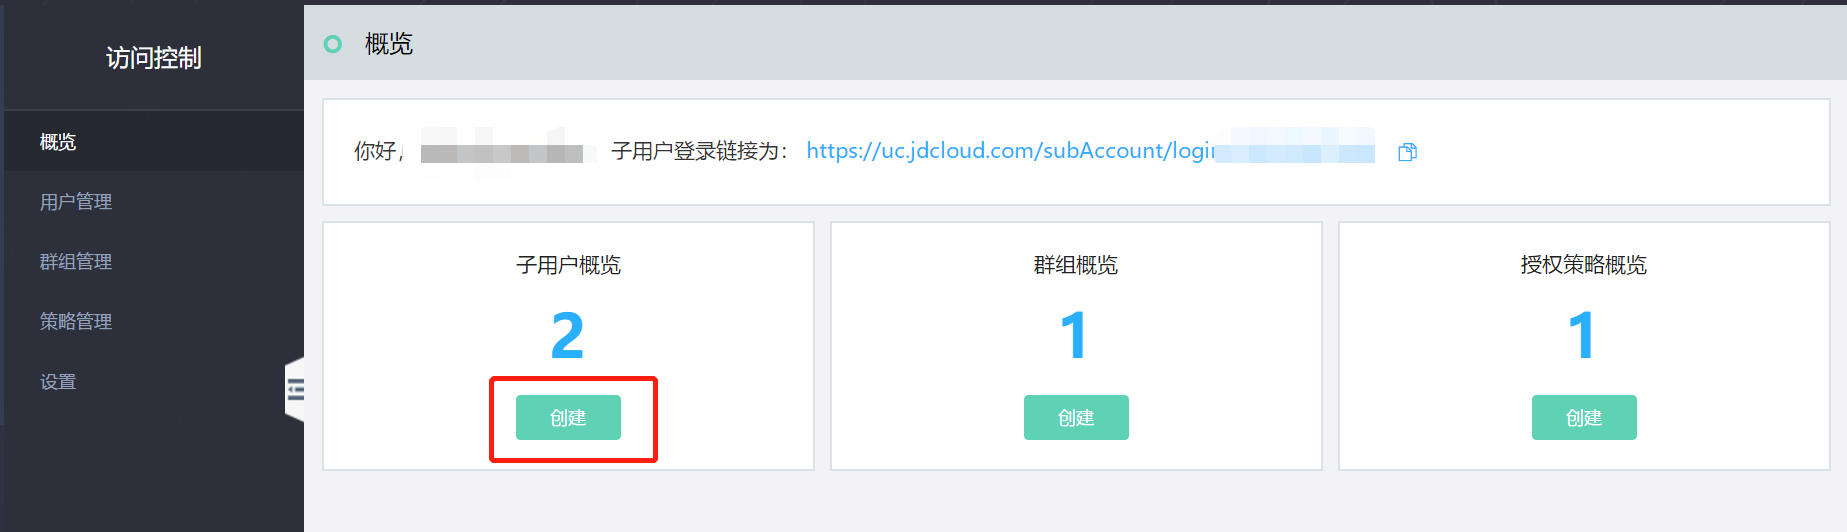 访问控制
概览
用户管理
群组管理
策略管理
设置
概览
你好, 子用户登录链接为： https://uc.jdcloud.com/subAccount/login
子用户概览
2
创建
群组概览
1
创建
授权策略概览
1
创建